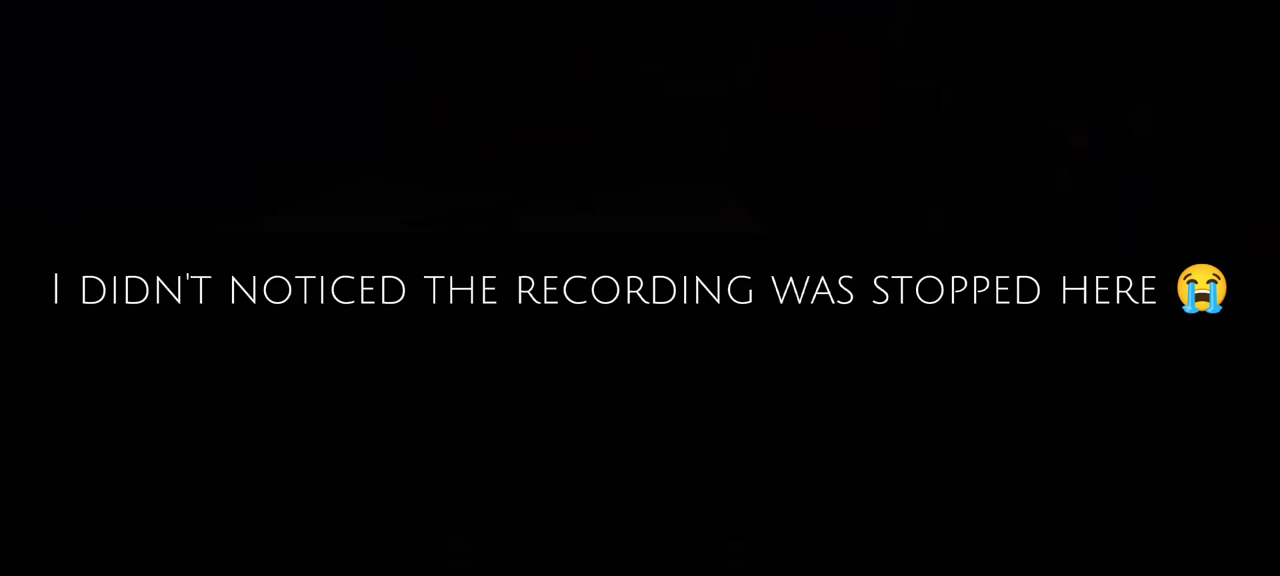 I DIDN'T NOTICED THE RECORDING WAS STOPPED HERE 😭